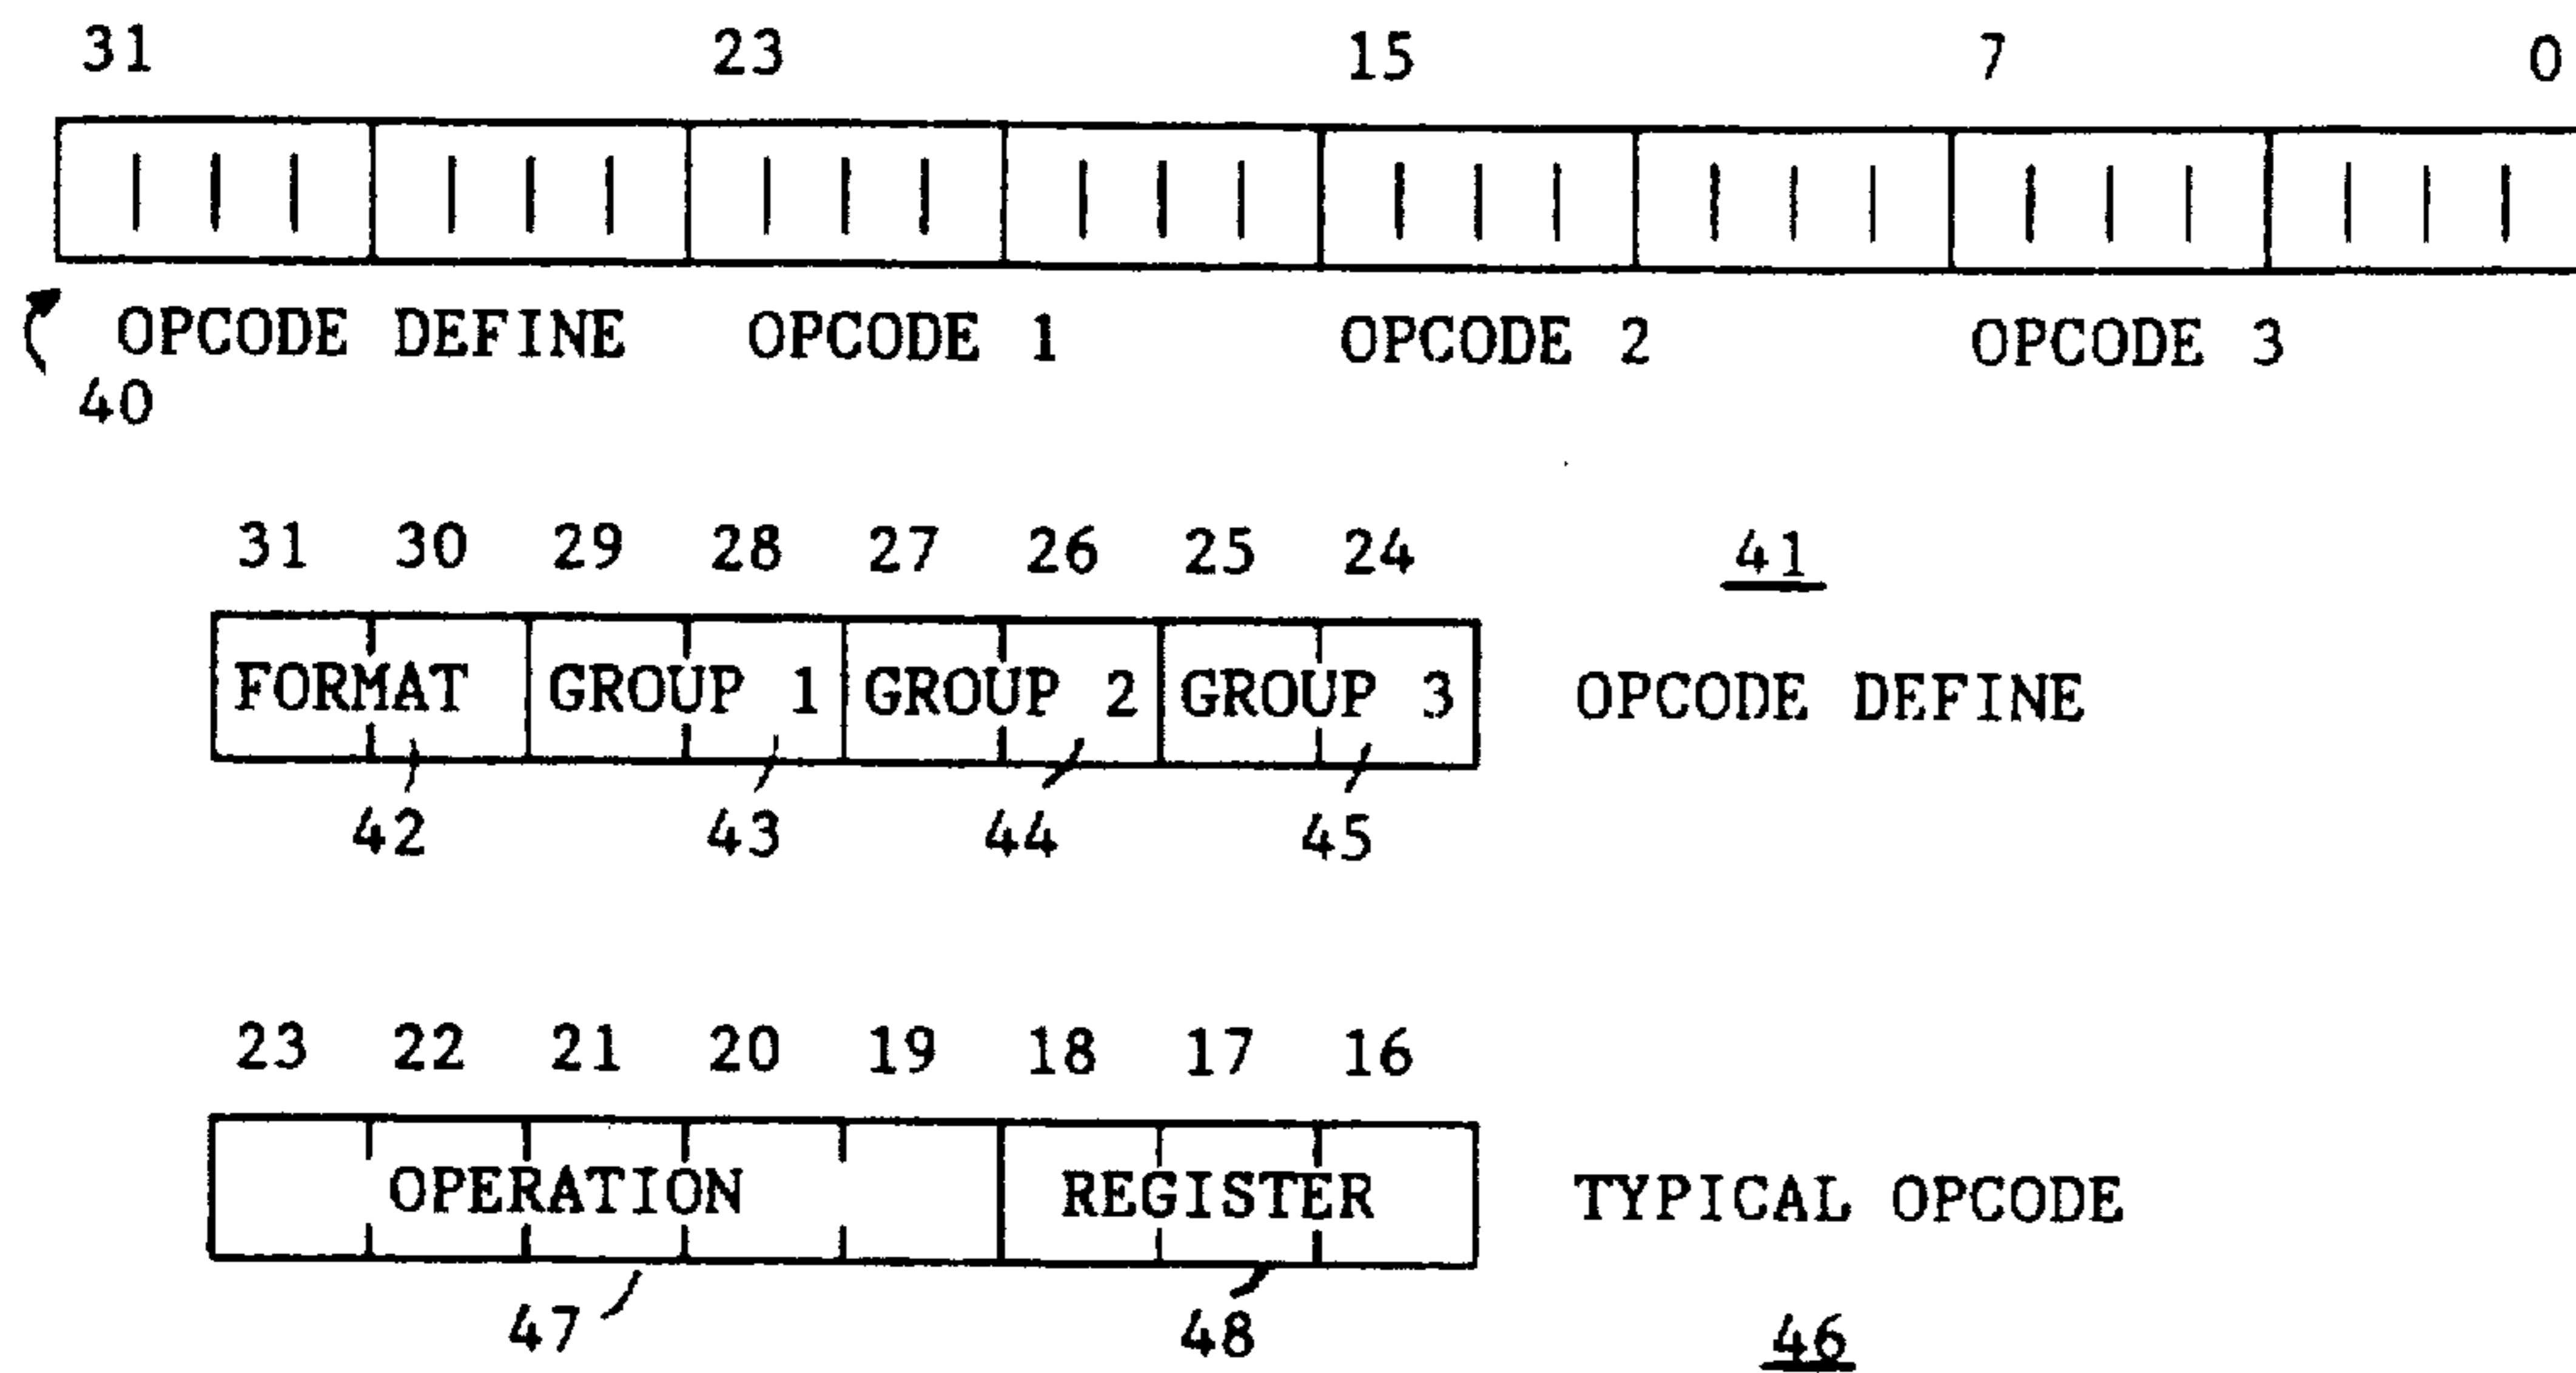 31 23 15 7 0
OPCODE DEFINE OPCODE 1 OPCODE 2 OPCODE 3
40
31 30 29 28 27 26 25 24 41
FORMAT GROUP 1 GROUP 2 GROUP 3 OPCODE DEFINE
42 43 44 45
23 22 21 20 19 18 17 16
OPERATION REGISTER TYPICAL OPCODE
47 48 46